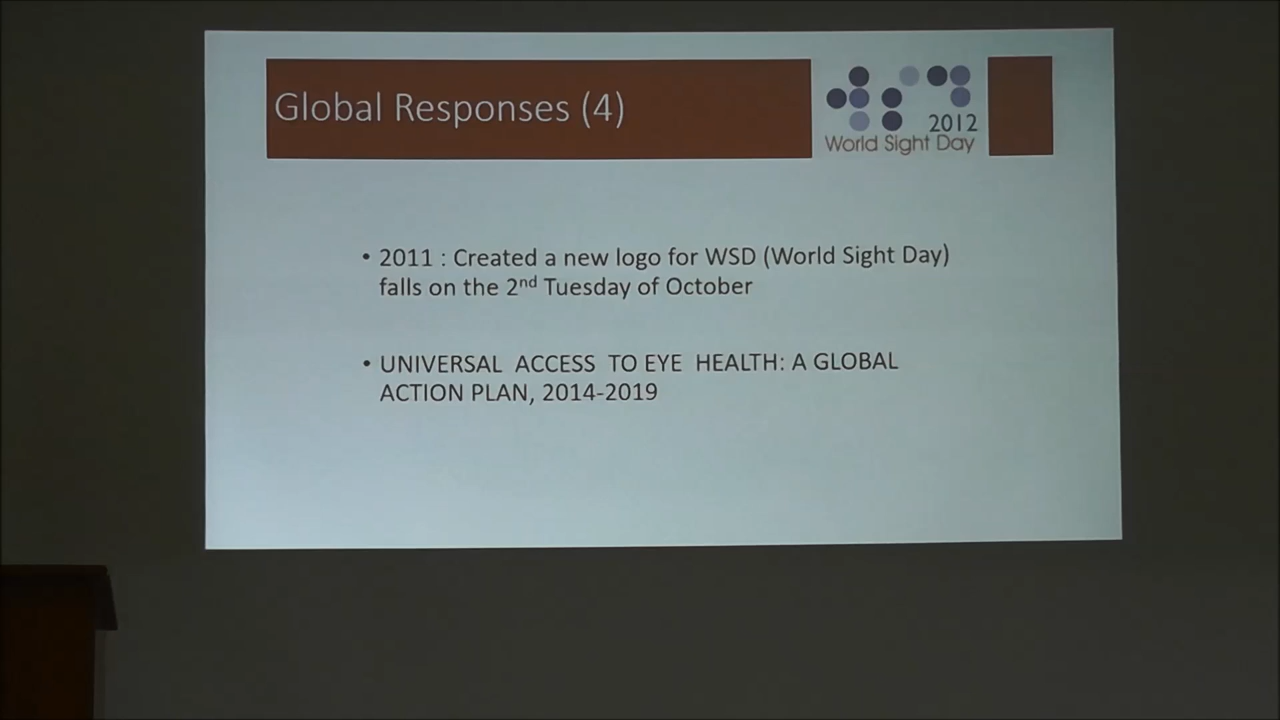 Global Responses (4)
2012
World Sight Day
• 2011 : Created a new logo for WSD (World Sight Day)
falls on the 2nd Tuesday of October
• UNIVERSAL ACCESS TO EYE HEALTH: A GLOBAL
ACTION PLAN, 2014-2019